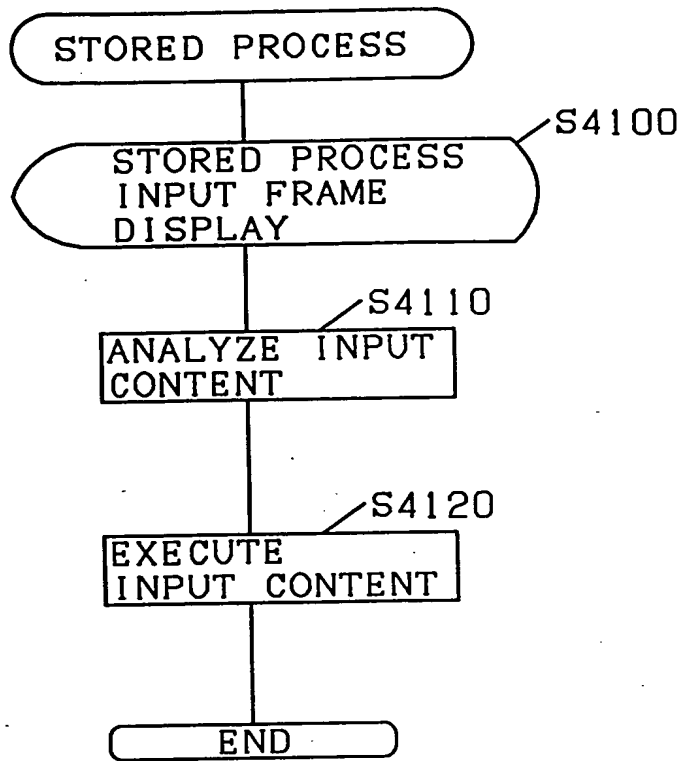 STORED PROCESS
S4100
STORED PROCESS
INPUT FRAME
DISPLAY
S4110
ANALYZE INPUT
CONTENT
S4120
EXECUTE
INPUT CONTENT
END